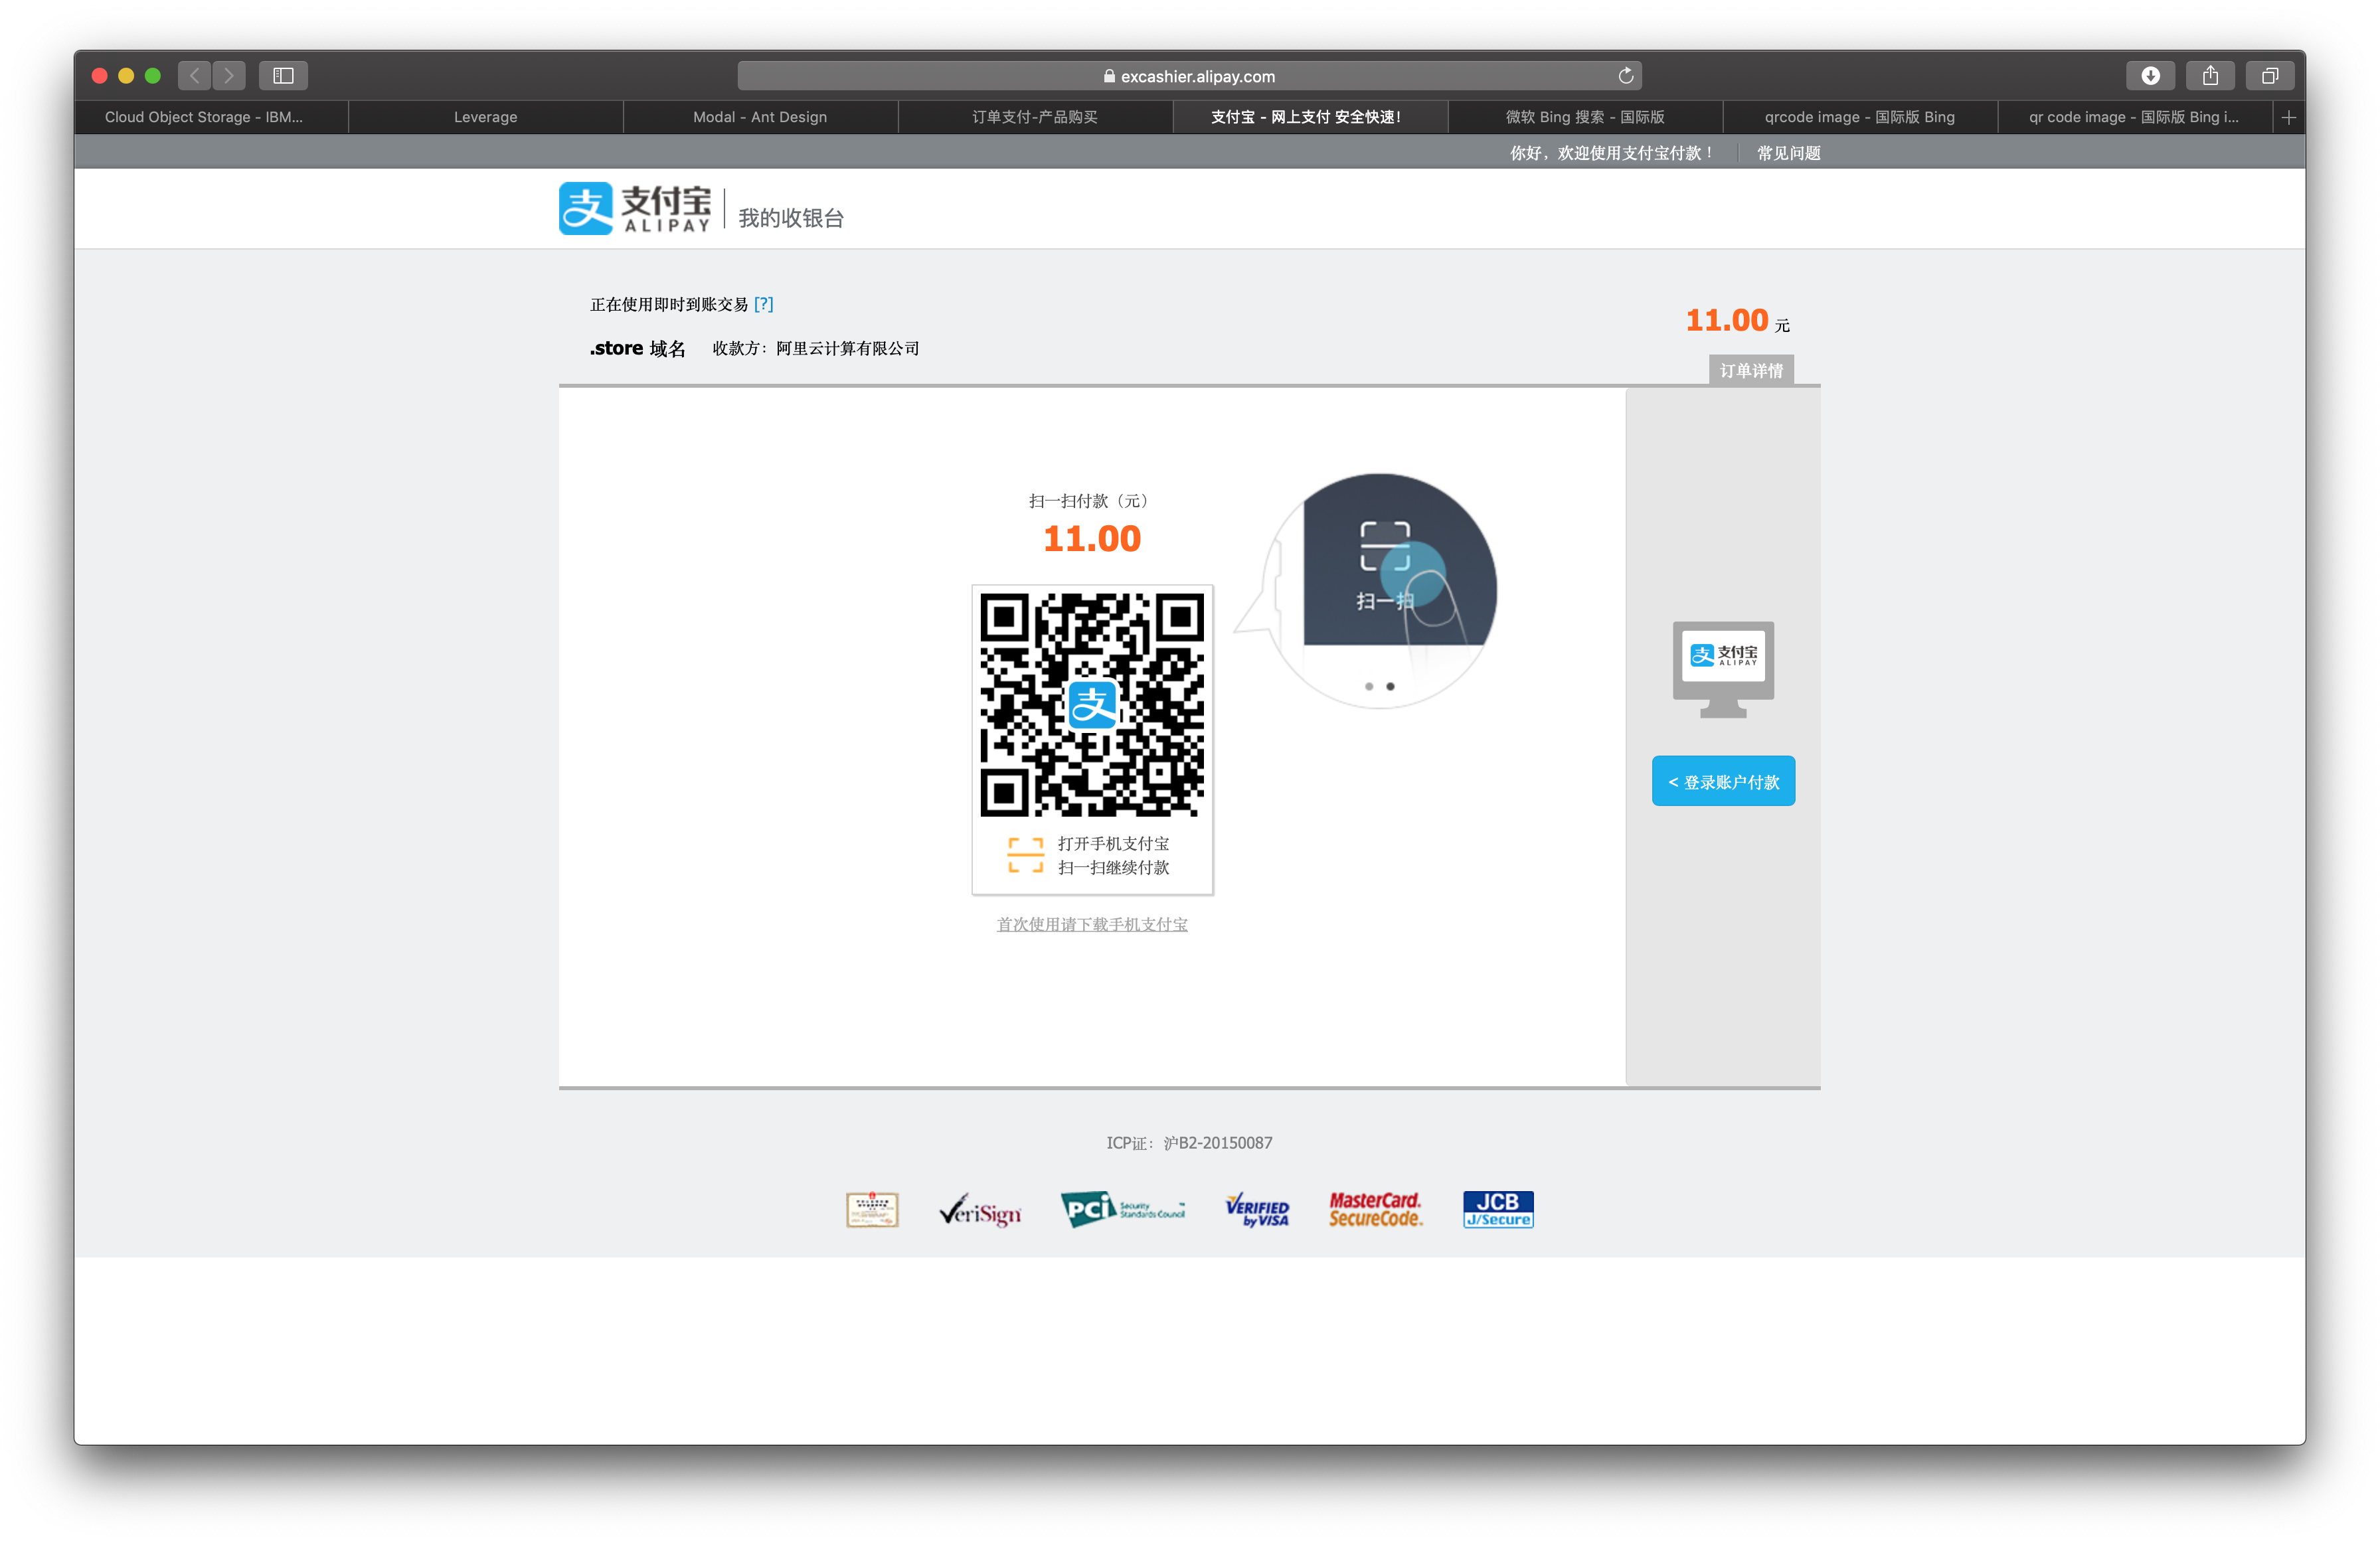 excashier.alipay.com
Cloud Object Storage - IBM...
Leverage
Modal - Ant Design
订单支付-产品购买
支付宝 - 网上支付 安全快速！
微软 Bing 搜索 - 国际版
qrcode image - 国际版 Bing
qr code image - 国际版 Bing i...
你好，欢迎使用支付宝付款！
常见问题
支 支付宝
ALIPAY
我的收银台
正在使用即时到账交易 [?]
.store 域名 收款方：阿里云计算有限公司
11.00 元
订单详情
扫一扫付款（元）
11.00
扫一扫
支
打开手机支付宝
扫一扫继续付款
首次使用请下载手机支付宝
支 支付宝
ALIPAY
< 登录账户付款
ICP证：沪B2-20150087
VeriSign
PCi Security
Standards Council
VERIFIED
by VISA
MasterCard.
SecureCode.
JCB
J/Secure